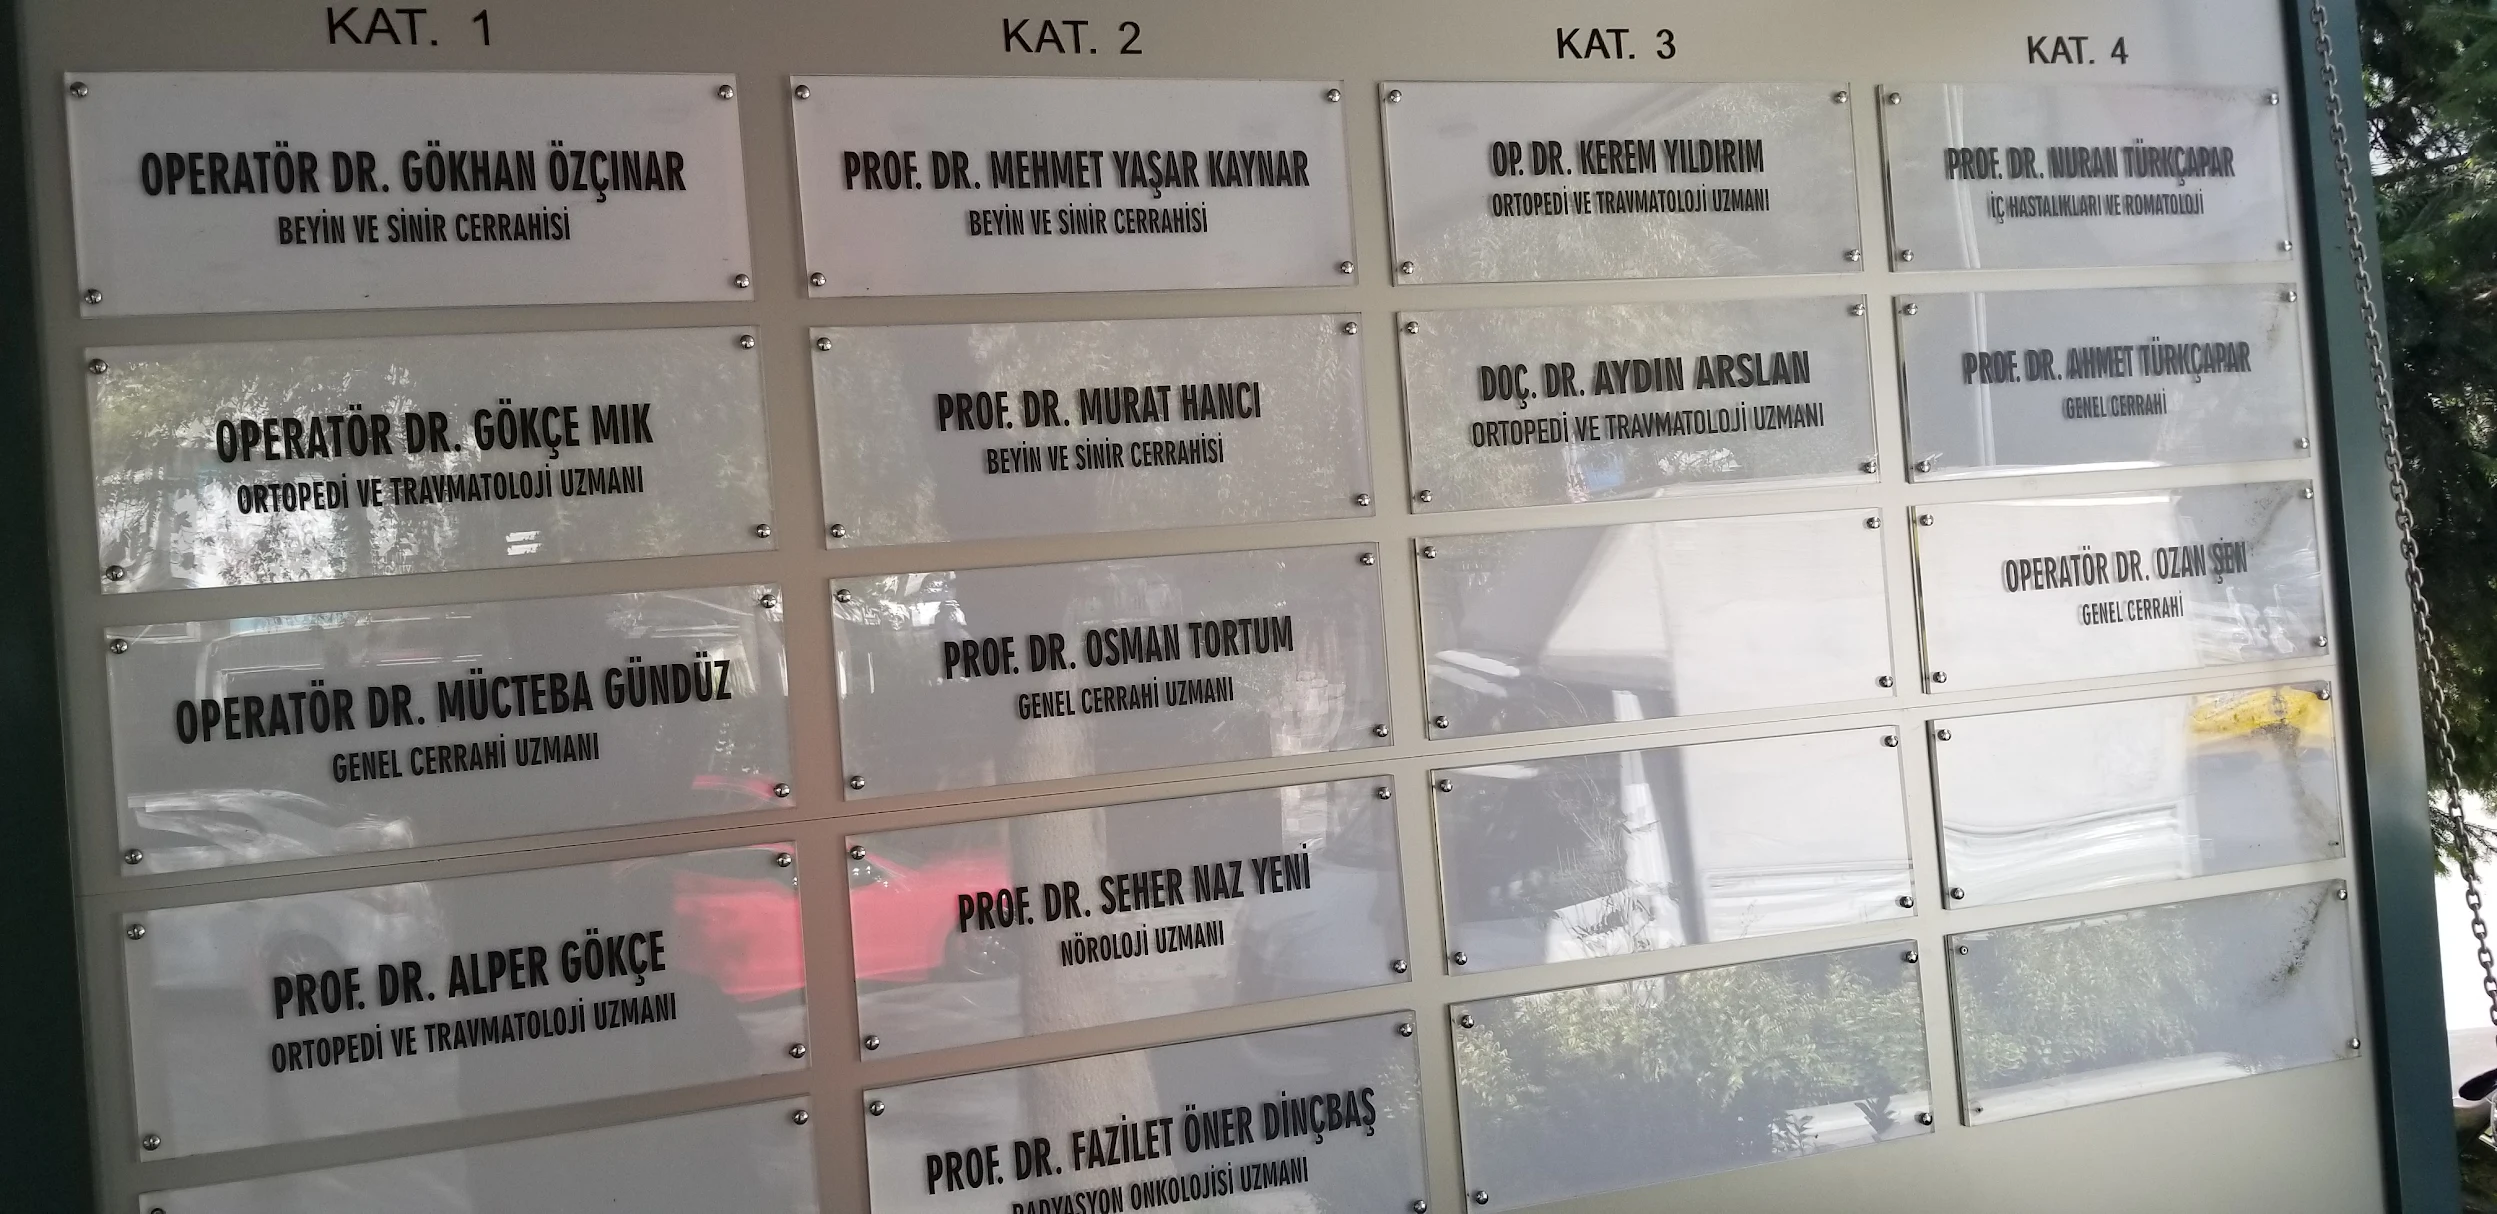 KAT. 1
OPERATÖR DR. GÖKHAN ÖZÇINAR
BEYİN VE SİNİR CERRAHİSİ
OPERATÖR DR. GÖKÇE MIK
ORTOPEDİ VE TRAVMATOLOJİ UZMANI
OPERATÖR DR. MÜCTEBA GÜNDÜZ
GENEL CERRAHİ UZMANI
PROF. DR. ALPER GÖKÇE
ORTOPEDİ VE TRAVMATOLOJİ UZMANI
KAT. 2
PROF. DR. MEHMET YAŞAR KAYNAR
BEYİN VE SİNİR CERRAHİSİ
PROF. DR. MURAT HANCI
BEYİN VE SİNİR CERRAHİSİ
PROF. DR. OSMAN TORTUM
GENEL CERRAHİ UZMANI
PROF. DR. SEHER NAZ YENİ
NÖROLOJİ UZMANI
PROF. DR. FAZİLET ÖNER DİNÇBAŞ
RADYASYON ONKOLOJİSİ UZMANI
KAT. 3
OP. DR. KEREM YILDIRIM
ORTOPEDİ VE TRAVMATOLOJİ UZMANI
DOÇ. DR. AYDIN ARSLAN
ORTOPEDİ VE TRAVMATOLOJİ UZMANI
KAT. 4
PROF. DR. NURAN TÜRKÇAPAR
İÇ HASTALIKLARI VE ROMATOLOJİ
PROF. DR. AHMET TÜRKÇAPAR
GENEL CERRAHİ
OPERATÖR DR. OZAN ŞEN
GENEL CERRAHİ